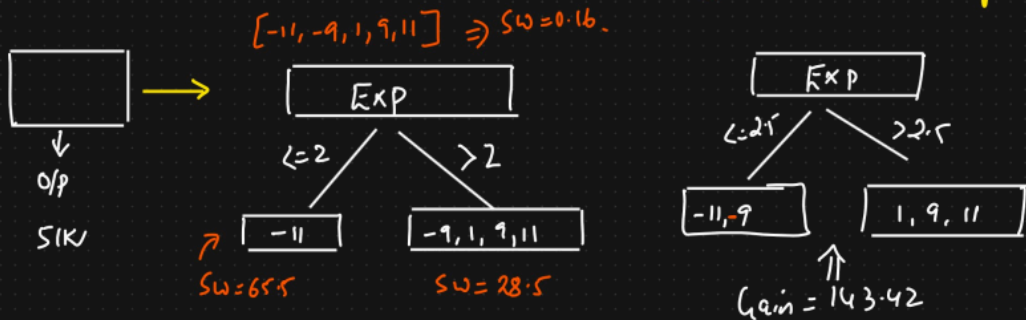 [-11, -9, 1, 9, 11] ⇒ SW=0.16.
Exp
<=2
>2
O/P
51K
-11
-9, 1, 9, 11
SW=65.5
SW=28.5
Exp
<=2.5
>2.5
-11, -9
1, 9, 11
Gain = 143.42